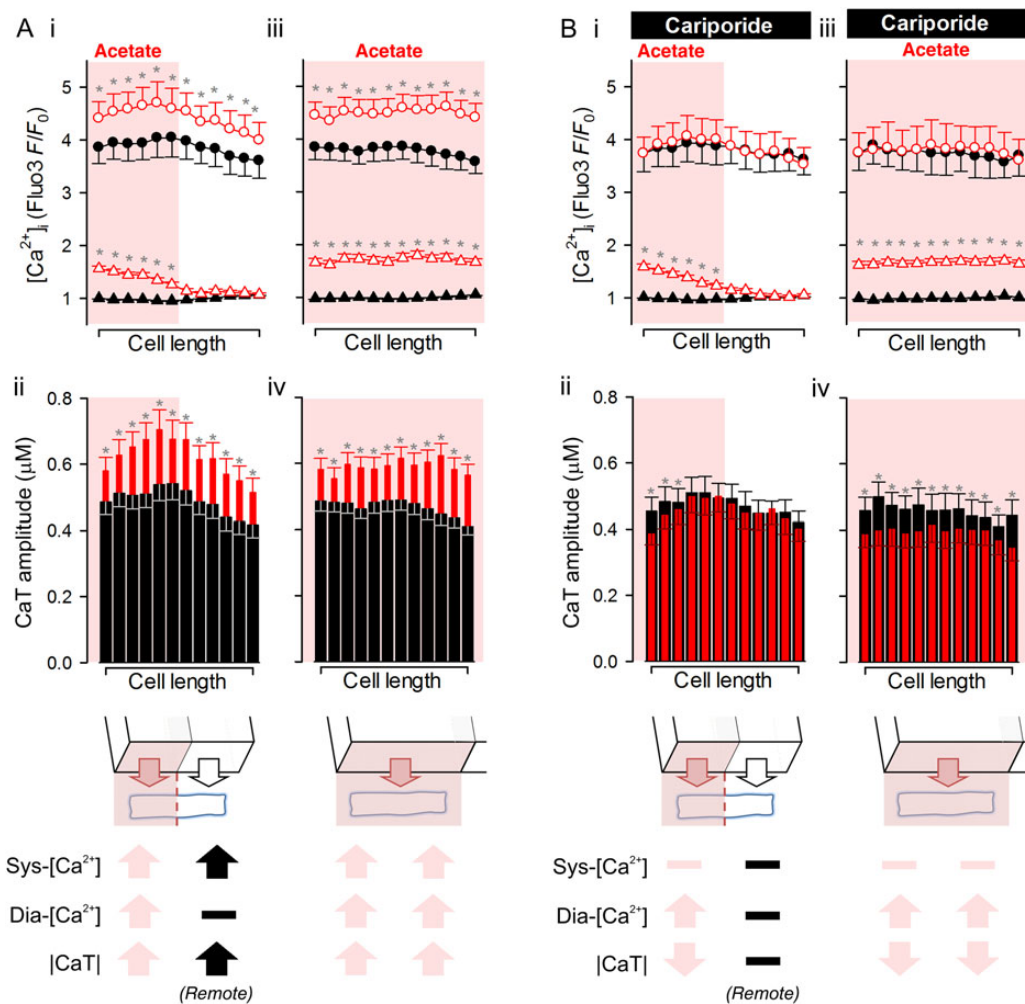 A i
iii
Acetate
[Ca²⁺]ᵢ (Fluo3 F/F₀)
5
4
3
2
1
Cell length
Cell length
ii
iv
CaT amplitude (μM)
0.8
0.6
0.4
0.2
0.0
Cell length
Cell length
Sys-[Ca²⁺]
Dia-[Ca²⁺]
|CaT|
(Remote)
B i
iii
Cariporide
Cariporide
Acetate
Acetate
[Ca²⁺]ᵢ (Fluo3 F/F₀)
5
4
3
2
1
Cell length
Cell length
ii
iv
CaT amplitude (μM)
0.8
0.6
0.4
0.2
0.0
Cell length
Cell length
Sys-[Ca²⁺]
Dia-[Ca²⁺]
|CaT|
(Remote)